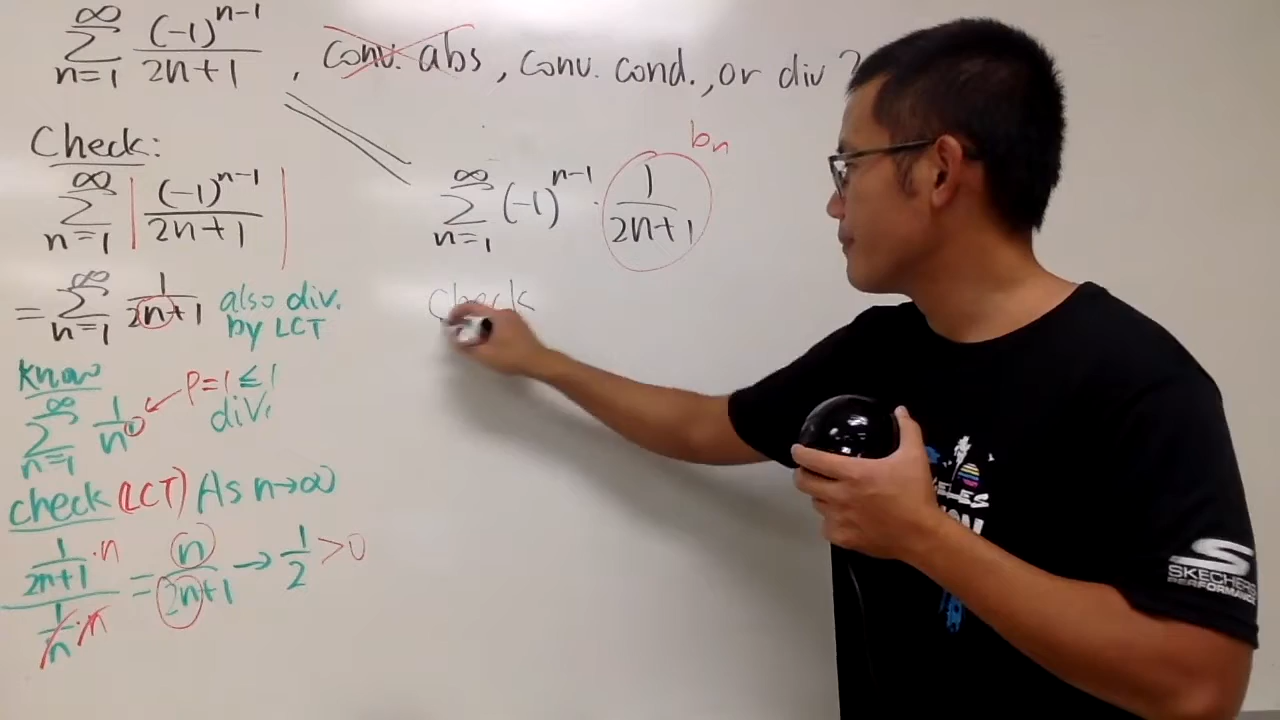 ∞
∑ (-1)^{n-1} / (2n+1) , conv. abs, conv. cond., or div ?
n=1
Check:
∞
∑ | (-1)^{n-1} / (2n+1) |
n=1
∞
= ∑ 1 / (2n+1) also div.
n=1 by LCT
know
∞
∑ 1/n P=1≤1
n=1 div.
check (LCT) As n→∞
(1/(2n+1) · n) / (1/n · n) = n / (2n+1) → 1/2 >0
bn
∞
∑ (-1)^{n-1} · 1 / (2n+1)
n=1
Check
SKECHERS
PERFORMANCE